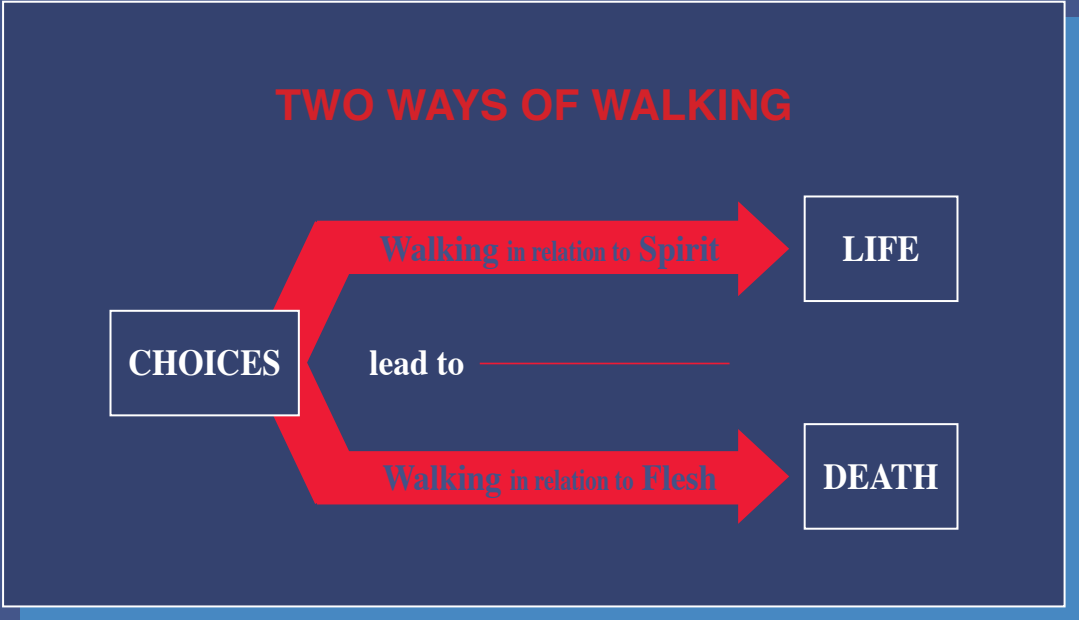 TWO WAYS OF WALKING
Walking in relation to Spirit
LIFE
CHOICES
lead to
Walking in relation to Flesh
DEATH